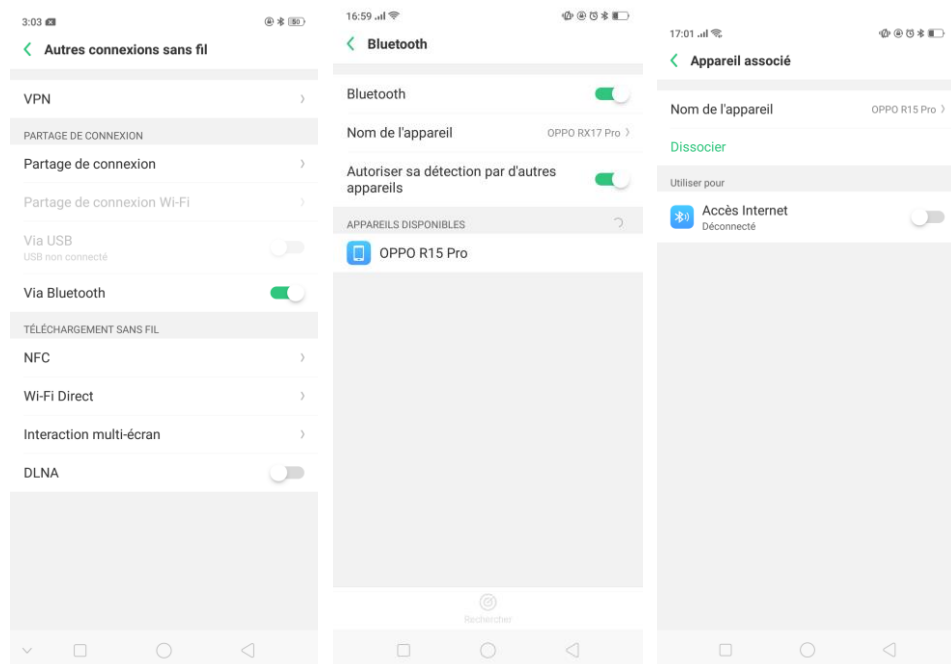 3:03
50
Autres connexions sans fil
VPN
PARTAGE DE CONNEXION
Partage de connexion
Partage de connexion Wi-Fi
Via USB
USB non connecté
Via Bluetooth
TÉLÉCHARGEMENT SANS FIL
NFC
Wi-Fi Direct
Interaction multi-écran
DLNA
16:59
Bluetooth
Bluetooth
Nom de l'appareil OPPO RX17 Pro
Autoriser sa détection par d'autres
appareils
APPAREILS DISPONIBLES
OPPO R15 Pro
Rechercher
17:01
Appareil associé
Nom de l'appareil OPPO R15 Pro
Dissocier
Utiliser pour
Accès Internet
Déconnecté